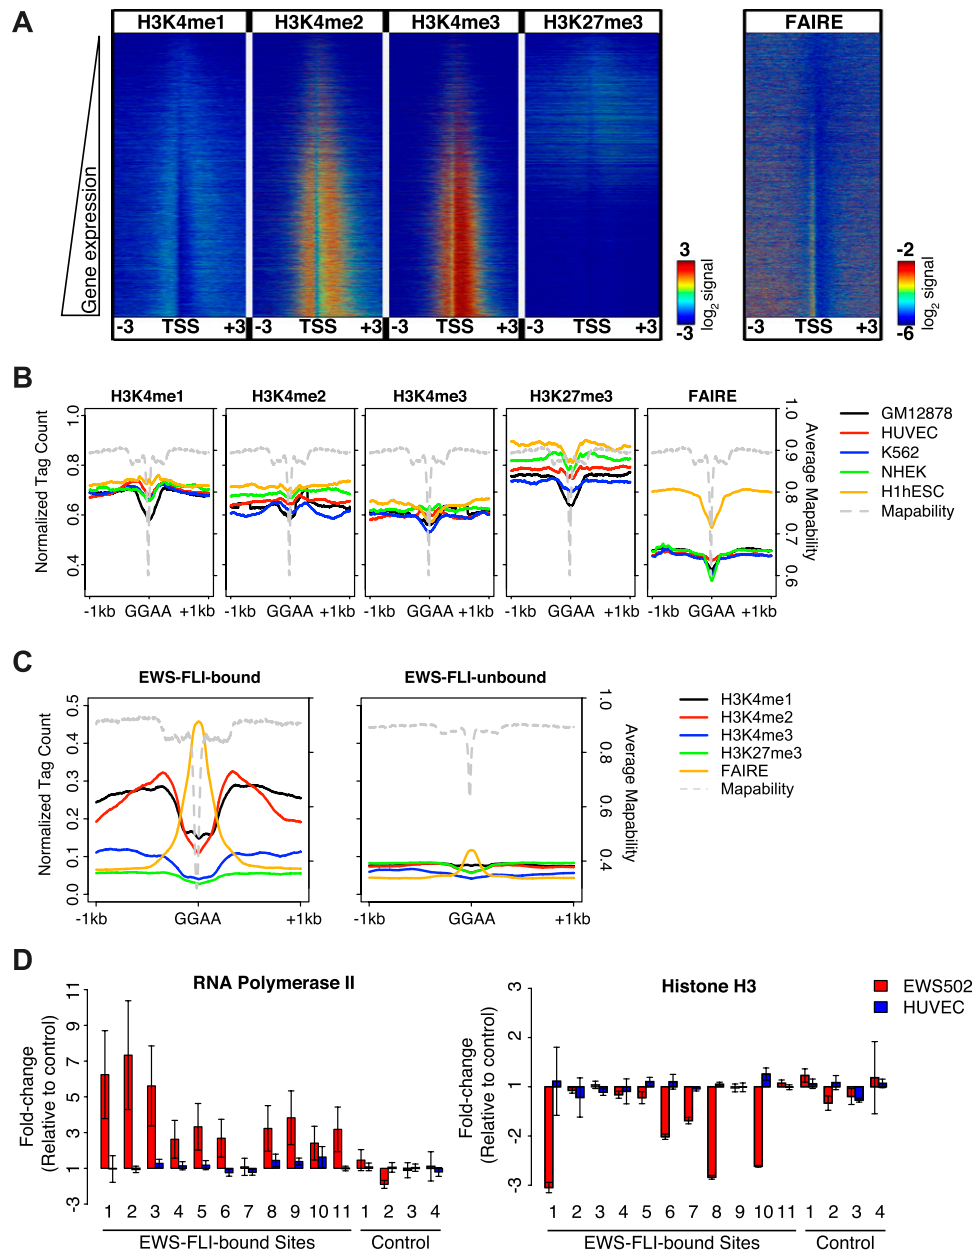 A
H3K4me1 H3K4me2 H3K4me3 H3K27me3 FAIRE
Gene expression
-3 TSS +3 -3 TSS +3 -3 TSS +3 -3 TSS +3 -3 TSS +3
3
-3
log2 signal
-2
-6
log2 signal
B
H3K4me1 H3K4me2 H3K4me3 H3K27me3 FAIRE
Normalized Tag Count
1.0
0.8
0.6
0.4
1.0
0.9
0.8
0.7
0.6
Average Mapability
-1kb GGAA +1kb -1kb GGAA +1kb -1kb GGAA +1kb -1kb GGAA +1kb -1kb GGAA +1kb
GM12878
HUVEC
K562
NHEK
H1hESC
Mapability
C
EWS-FLI-bound EWS-FLI-unbound
Normalized Tag Count
0.5
0.4
0.3
0.2
0.1
0.0
1.0
0.8
0.6
0.4
Average Mapability
-1kb GGAA +1kb -1kb GGAA +1kb
H3K4me1
H3K4me2
H3K4me3
H3K27me3
FAIRE
Mapability
D
RNA Polymerase II
Fold-change
(Relative to control)
11
9
7
5
3
1
-3
1 2 3 4 5 6 7 8 9 10 11 1 2 3 4
EWS-FLI-bound Sites Control
Histone H3
Fold-change
(Relative to control)
3
2
1
-2
-3
1 2 3 4 5 6 7 8 9 10 11 1 2 3 4
EWS-FLI-bound Sites Control
EWS502
HUVEC